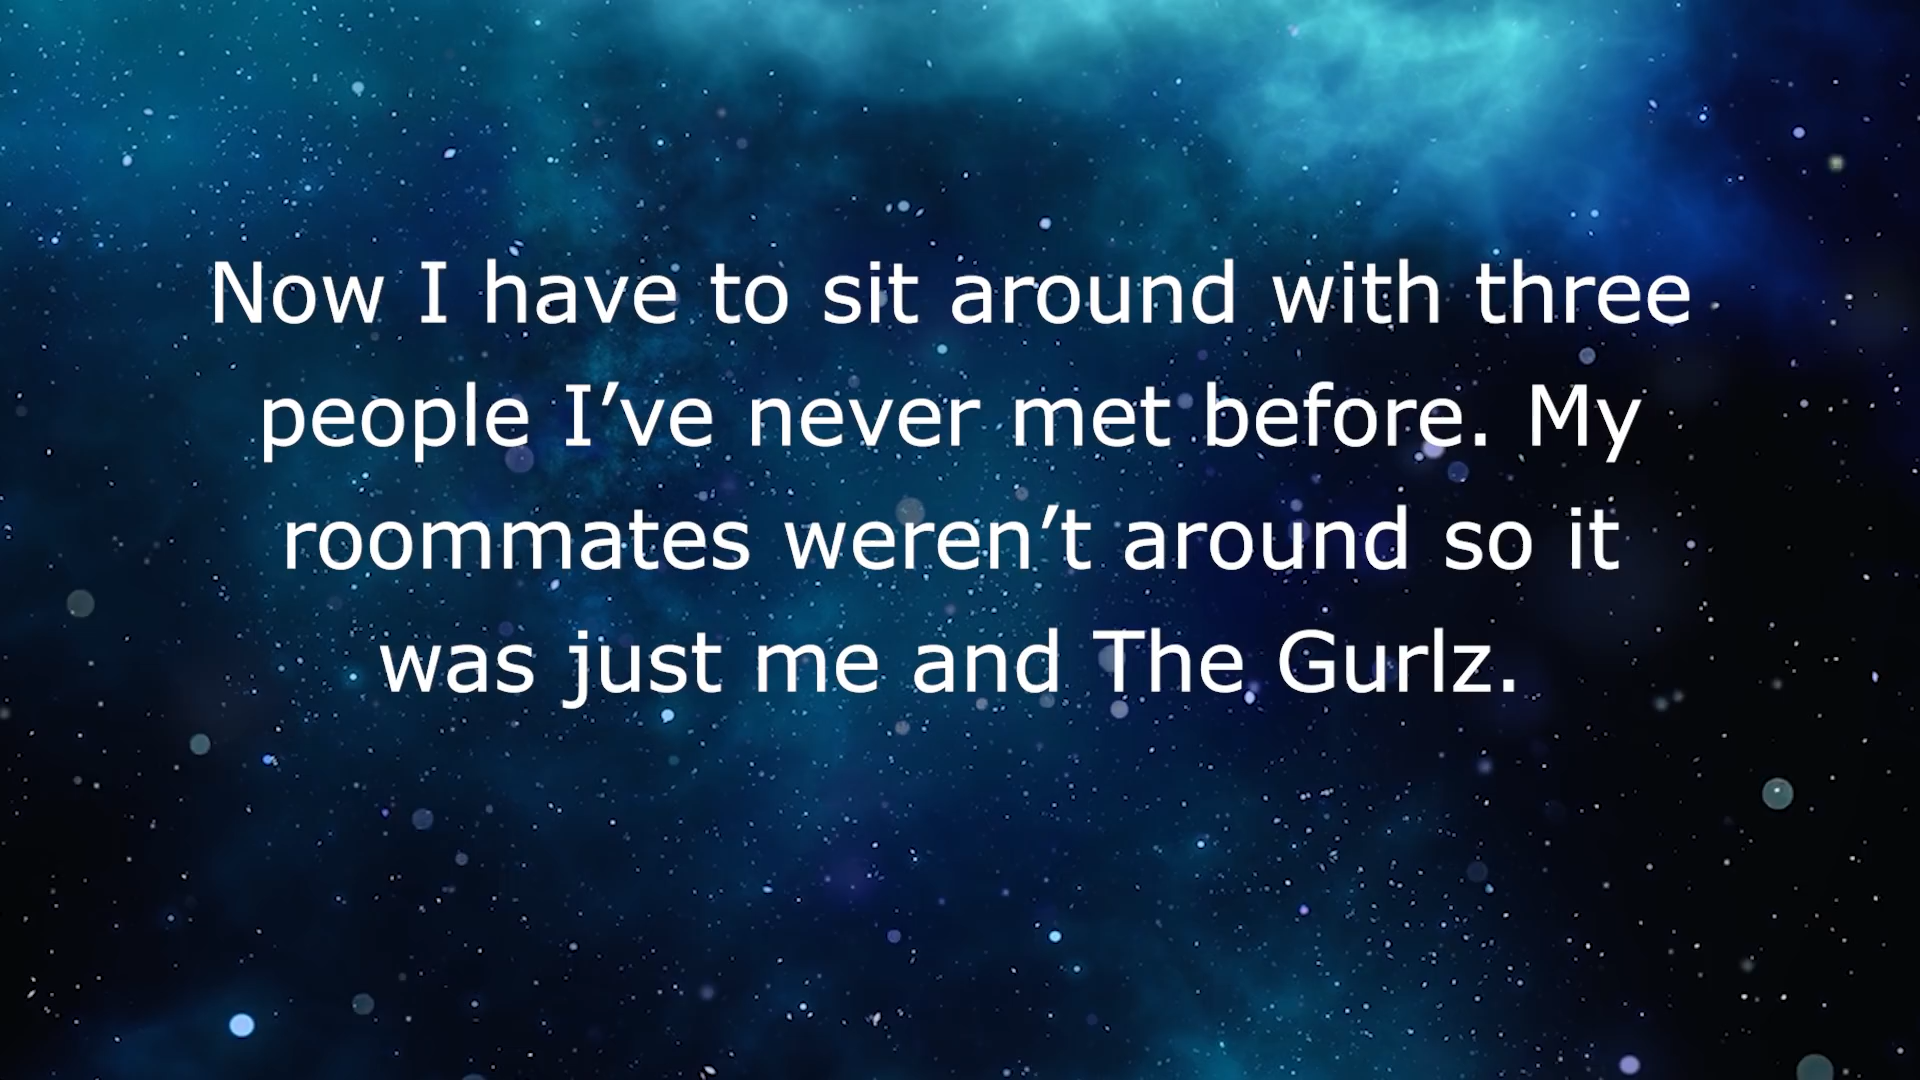 Now I have to sit around with three
people I’ve never met before. My
roommates weren’t around so it
was just me and The Gurlz.